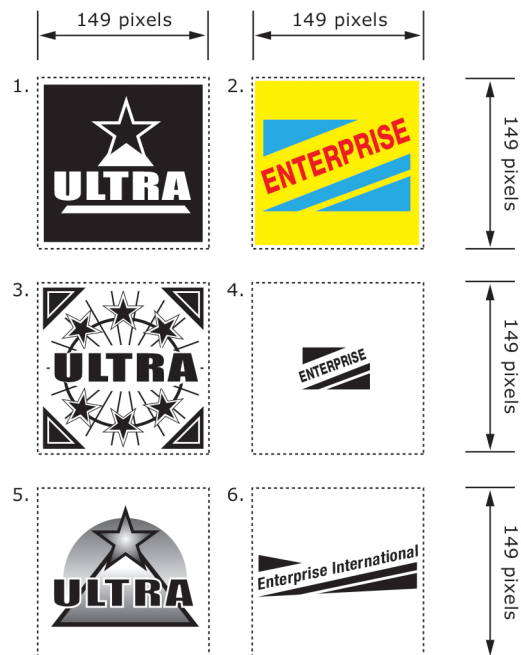 149 pixels
149 pixels
1.
ULTRA
2.
ENTERPRISE
149 pixels
3.
ULTRA
4.
ENTERPRISE
149 pixels
5.
ULTRA
6.
Enterprise International
149 pixels